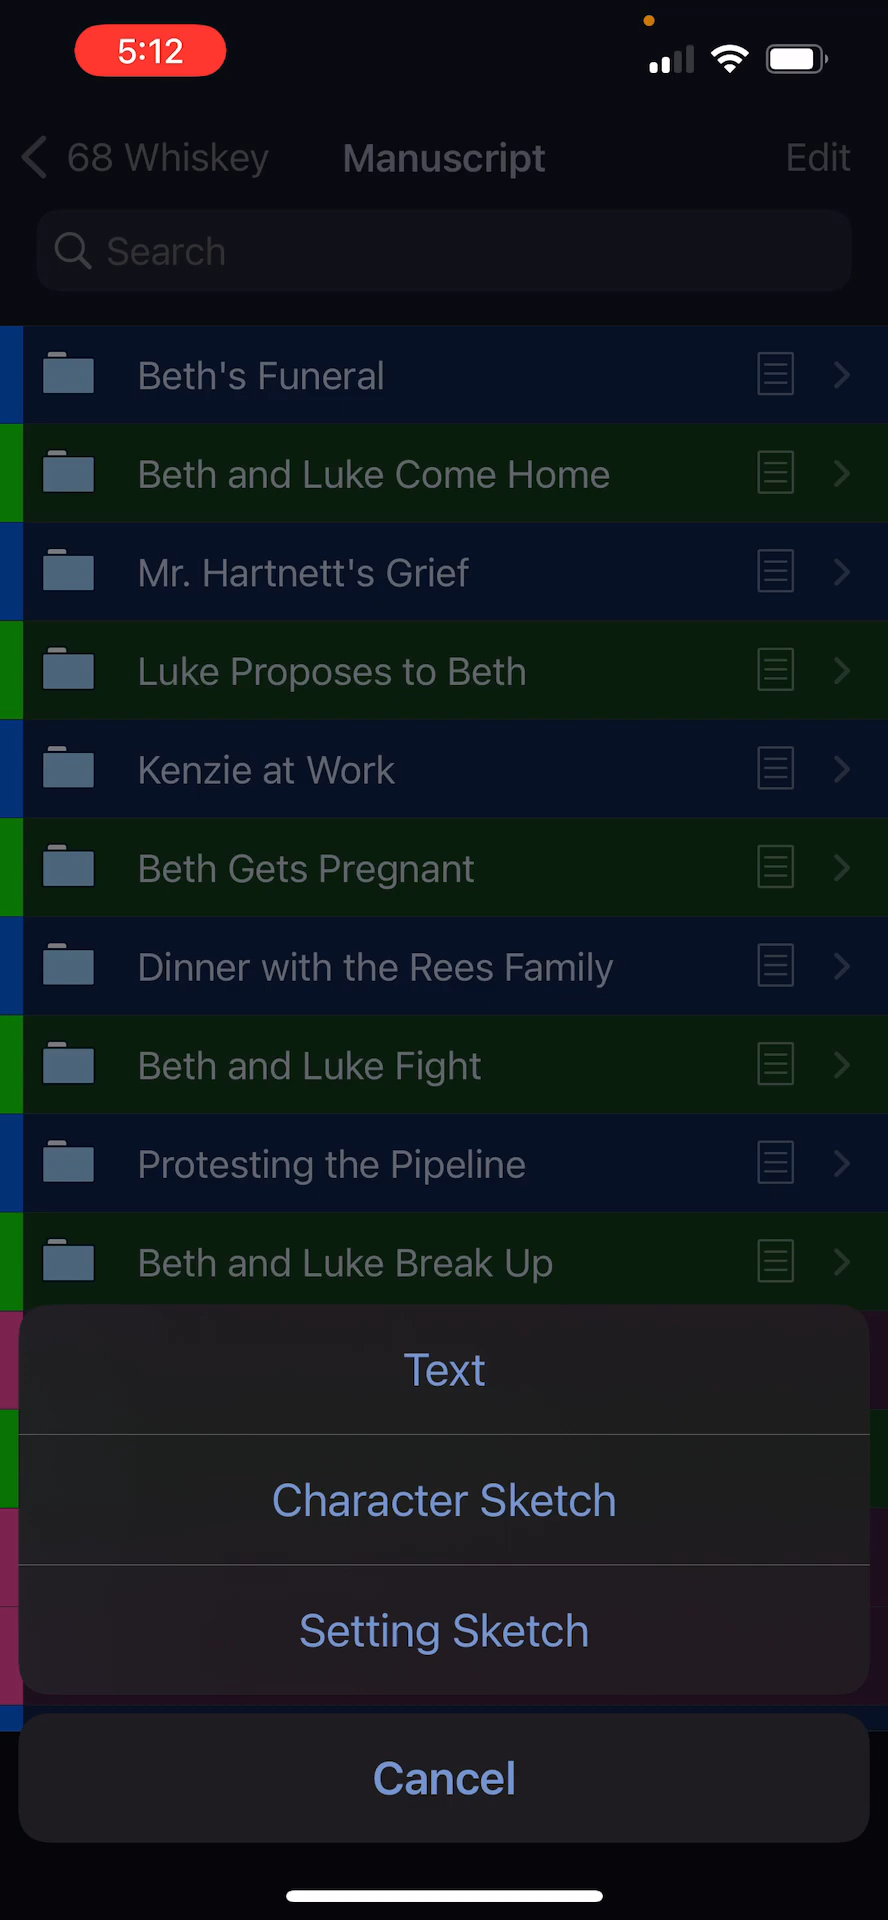 5:12
68 Whiskey
Manuscript
Edit
Search
Beth's Funeral
Beth and Luke Come Home
Mr. Hartnett's Grief
Luke Proposes to Beth
Kenzie at Work
Beth Gets Pregnant
Dinner with the Rees Family
Beth and Luke Fight
Protesting the Pipeline
Beth and Luke Break Up
Text
Character Sketch
Setting Sketch
Cancel